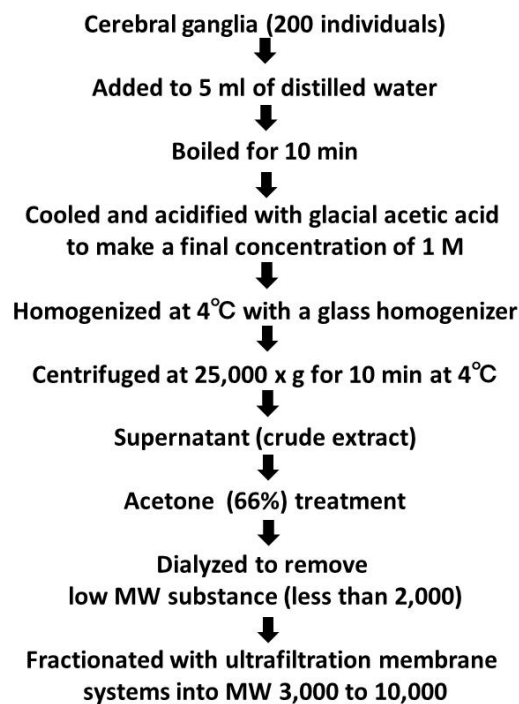 Cerebral ganglia (200 individuals)
Added to 5 ml of distilled water
Boiled for 10 min
Cooled and acidified with glacial acetic acid
to make a final concentration of 1 M
Homogenized at 4℃ with a glass homogenizer
Centrifuged at 25,000 x g for 10 min at 4℃
Supernatant (crude extract)
Acetone (66%) treatment
Dialyzed to remove
low MW substance (less than 2,000)
Fractionated with ultrafiltration membrane
systems into MW 3,000 to 10,000